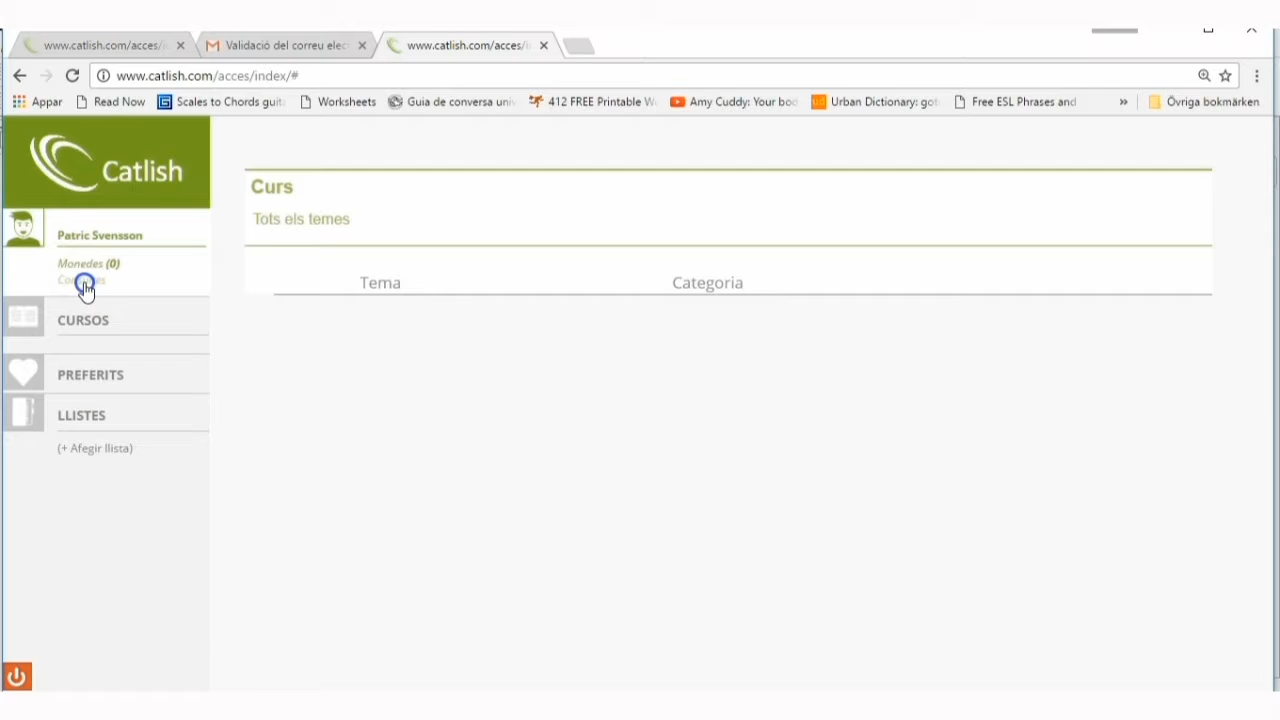 www.catlish.com/acces/i
Validació del correu elec
www.catlish.com/acces/i
www.catlish.com/acces/index/#
Appar
Read Now
Scales to Chords guit
Worksheets
Guia de conversa uni
412 FREE Printable W
Amy Cuddy: Your bo
Urban Dictionary: got
Free ESL Phrases and
»
Övriga bokmärken
Catlish
Patric Svensson
Monedes (0)
CURSOS
PREFERITS
LLISTES
(+ Afegir llista)
Curs
Tots els temes
Tema
Categoria